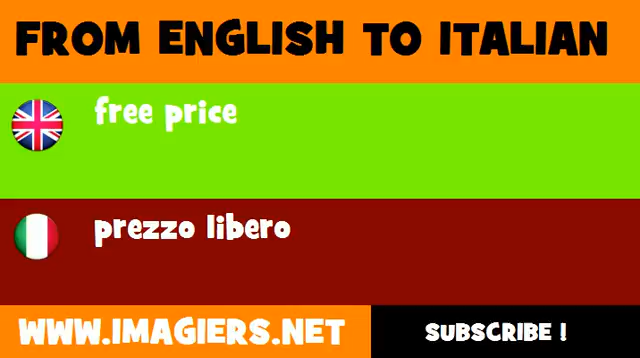 FROM ENGLISH TO ITALIAN
free price
prezzo libero
WWW.IMAGIERS.NET
SUBSCRIBE !